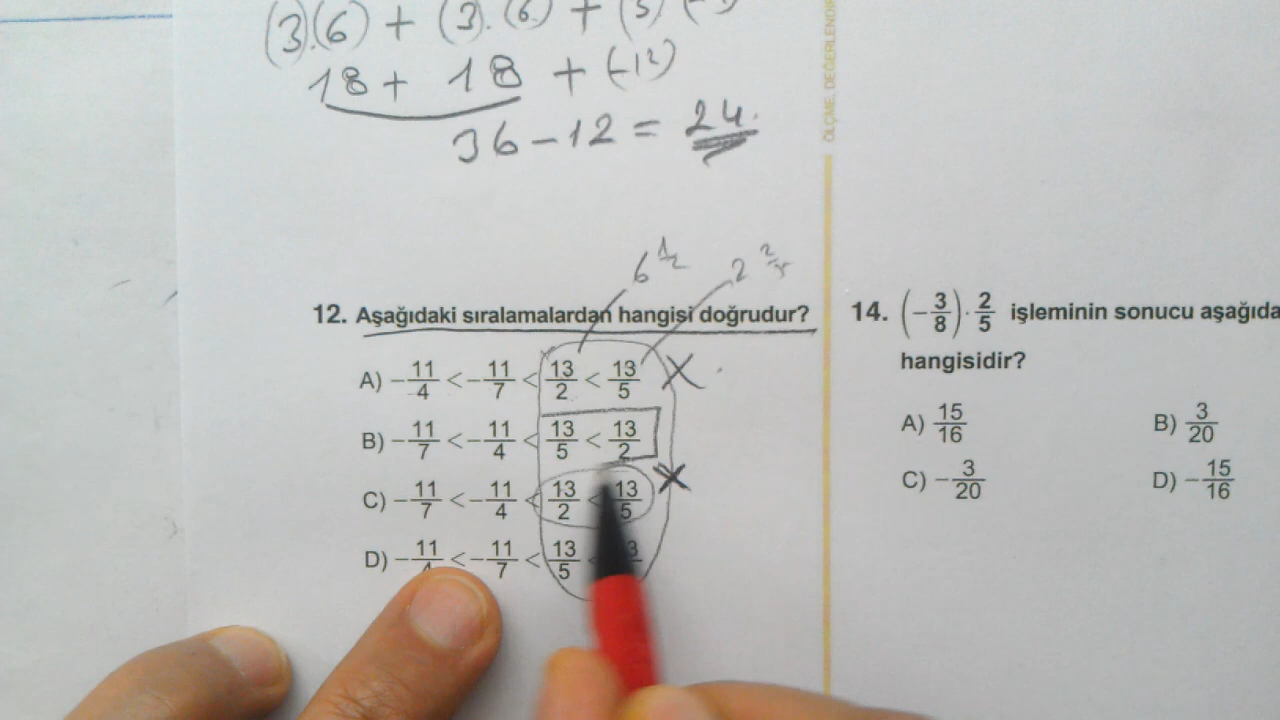 (3).(6) + (3).(6) +
18 + 18 + (-12)
36 - 12 = 24
ÖLÇME, DEĞERLENDİR
6 1/2
2
12. Aşağıdaki sıralamalardan hangisi doğrudur?
A) -11/4 < -11/7 < 13/2 < 13/5 X
B) -11/7 < -11/4 < 13/5 < 13/2
C) -11/7 < -11/4 < 13/2 < 13/5 X
D) -11/4 < -11/7 < 13/5
14. (-3/8) · 2/5 işleminin sonucu aşağıda
hangisidir?
A) 15/16 B) 3/20
C) -3/20 D) -15/16